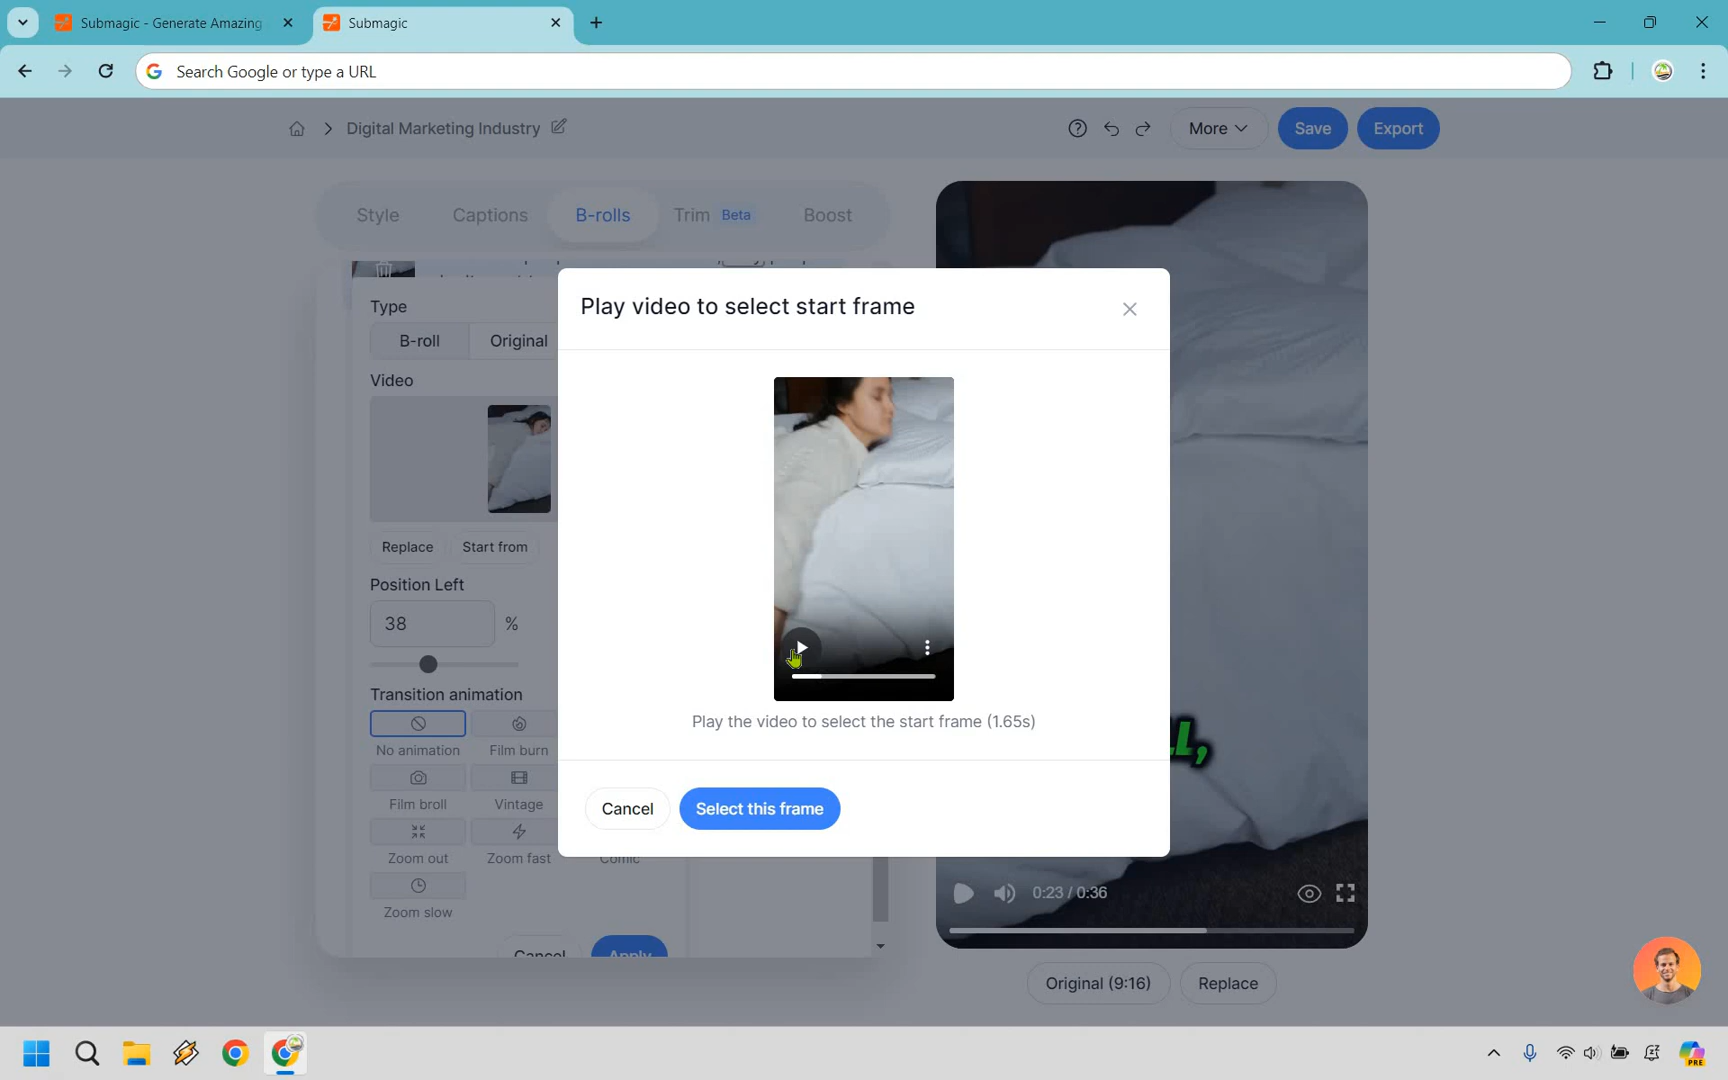 Submagic - Generate Amazing
Submagic
Search Google or type a URL
Digital Marketing Industry
More
Save
Export
Style
Captions
B-rolls
Trim Beta
Boost
Play video to select start frame
Type
B-roll
Original
Video
Replace
Start from
Position Left
38 %
Transition animation
No animation
Film burn
Film broll
Vintage
Zoom out
Zoom fast
Comic
Zoom slow
Cancel
Apply
Play the video to select the start frame (1.65s)
Cancel
Select this frame
LL,
0:23 / 0:36
Original (9:16)
Replace
PRE